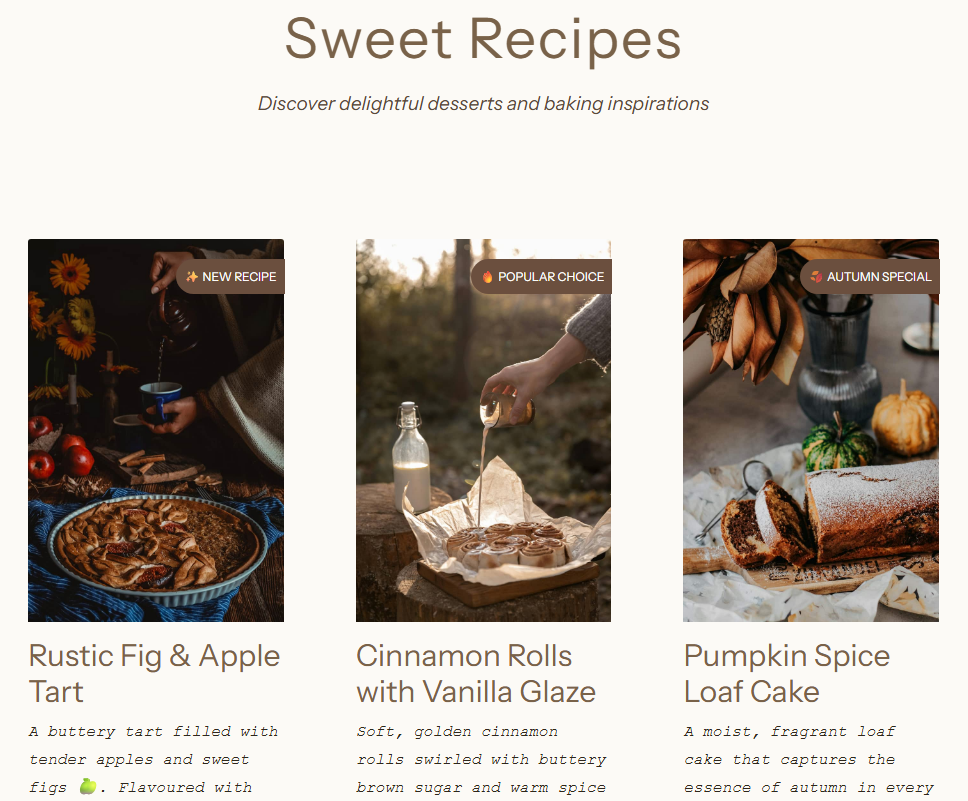 Sweet Recipes
Discover delightful desserts and baking inspirations
✨ NEW RECIPE
🔥 POPULAR CHOICE
🍂 AUTUMN SPECIAL
Rustic Fig & Apple
Tart
A buttery tart filled with
tender apples and sweet
figs 🍏. Flavoured with
Cinnamon Rolls
with Vanilla Glaze
Soft, golden cinnamon
rolls swirled with buttery
brown sugar and warm spice
Pumpkin Spice
Loaf Cake
A moist, fragrant loaf
cake that captures the
essence of autumn in every